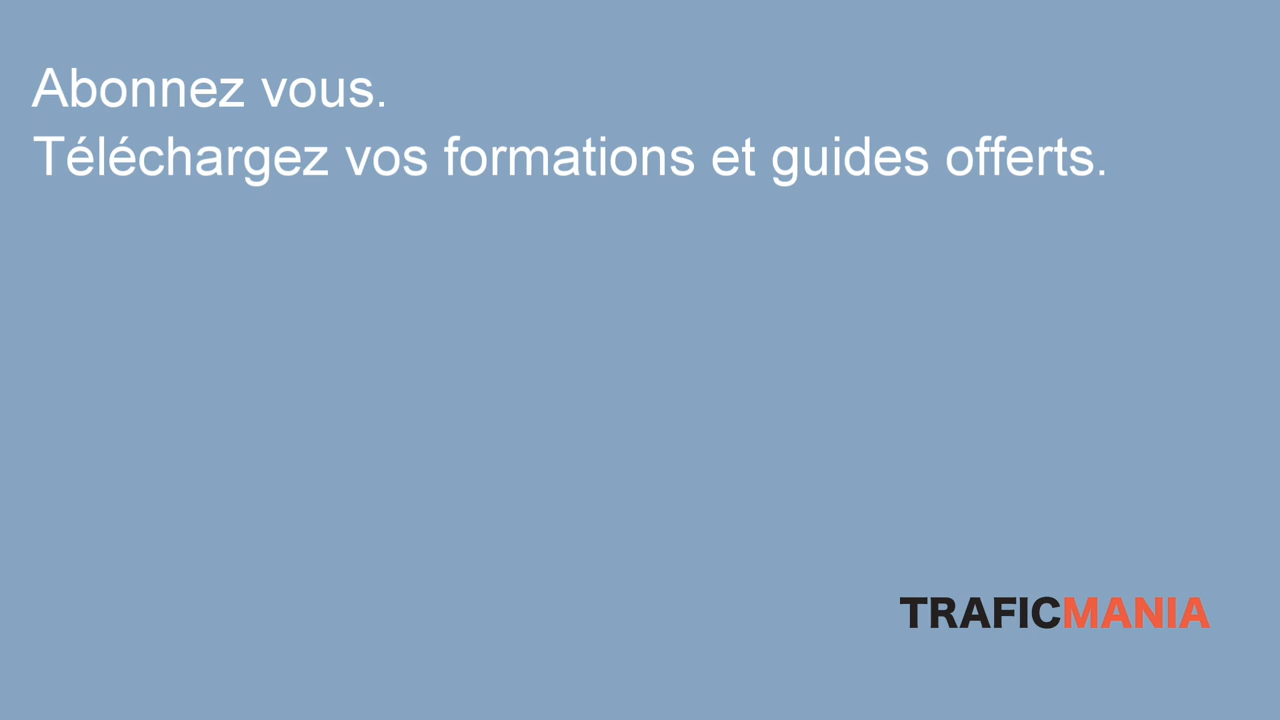 Abonnez vous.
Téléchargez vos formations et guides offerts.
TRAFICMANIA